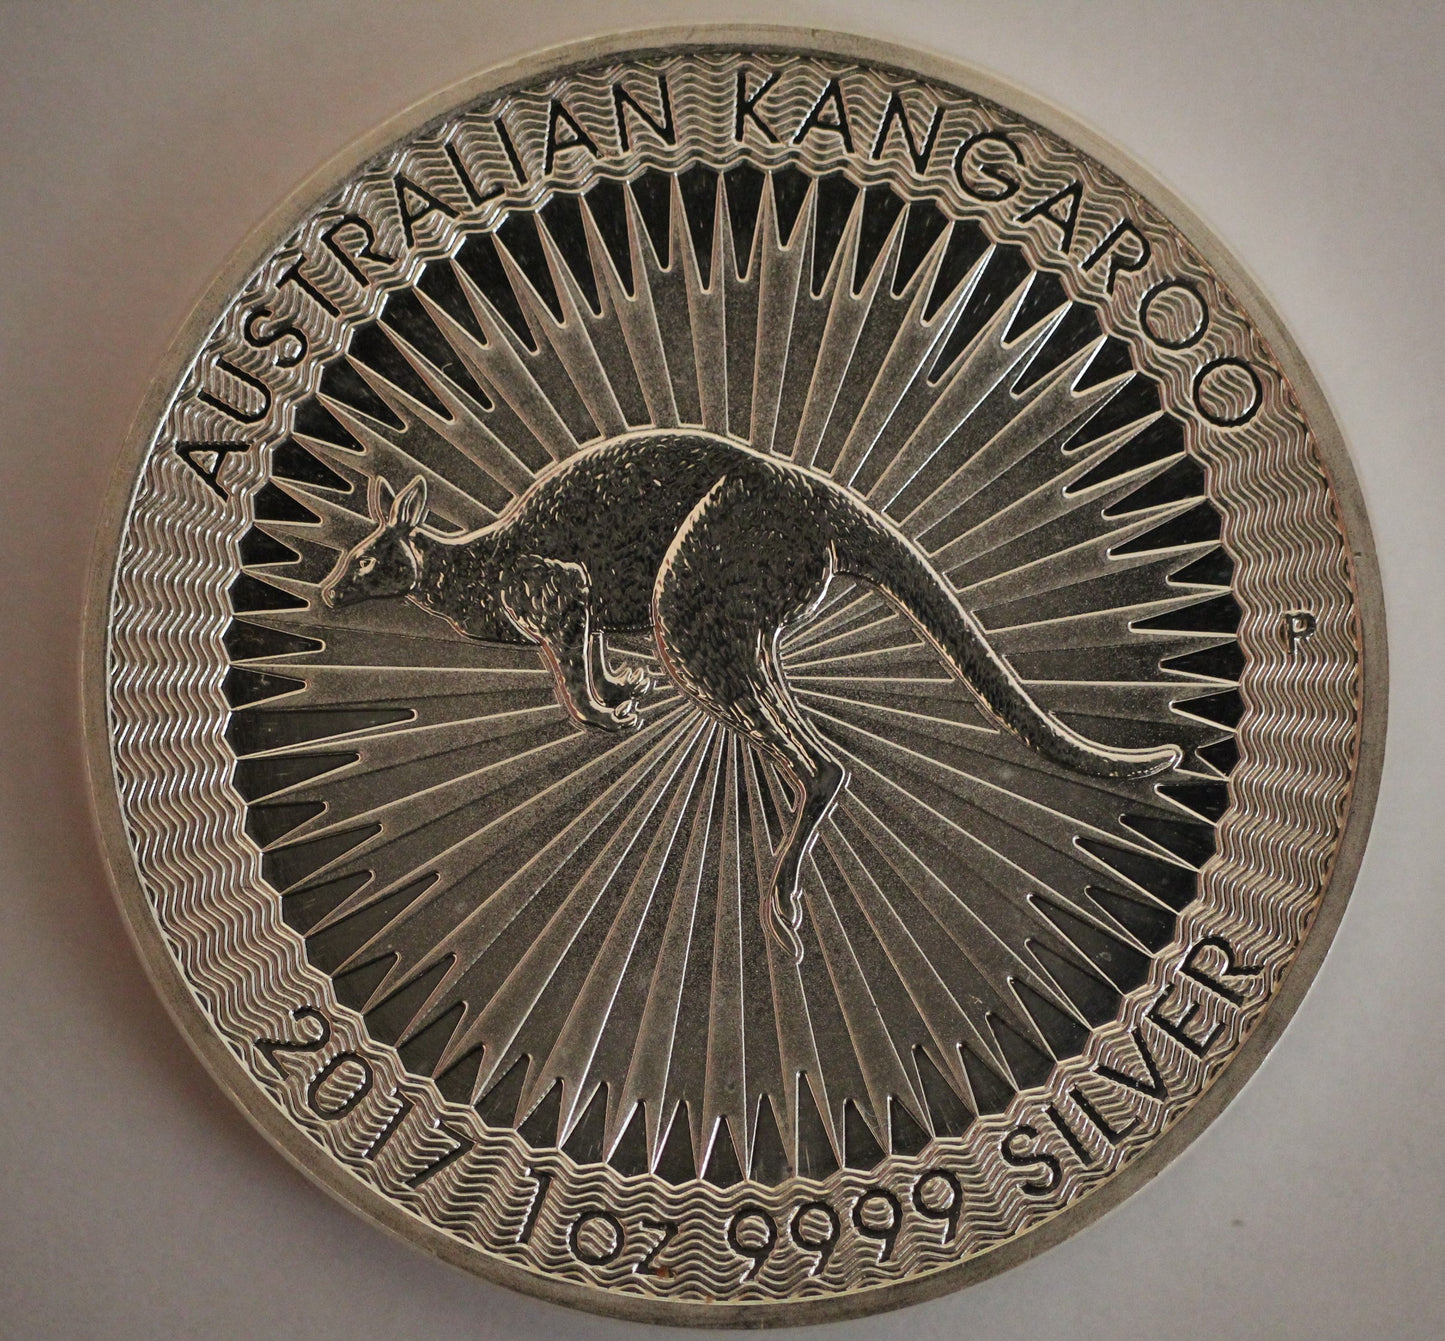 AUSTRALIAN KANGAROO
P
2017 1oz 9999 SILVER